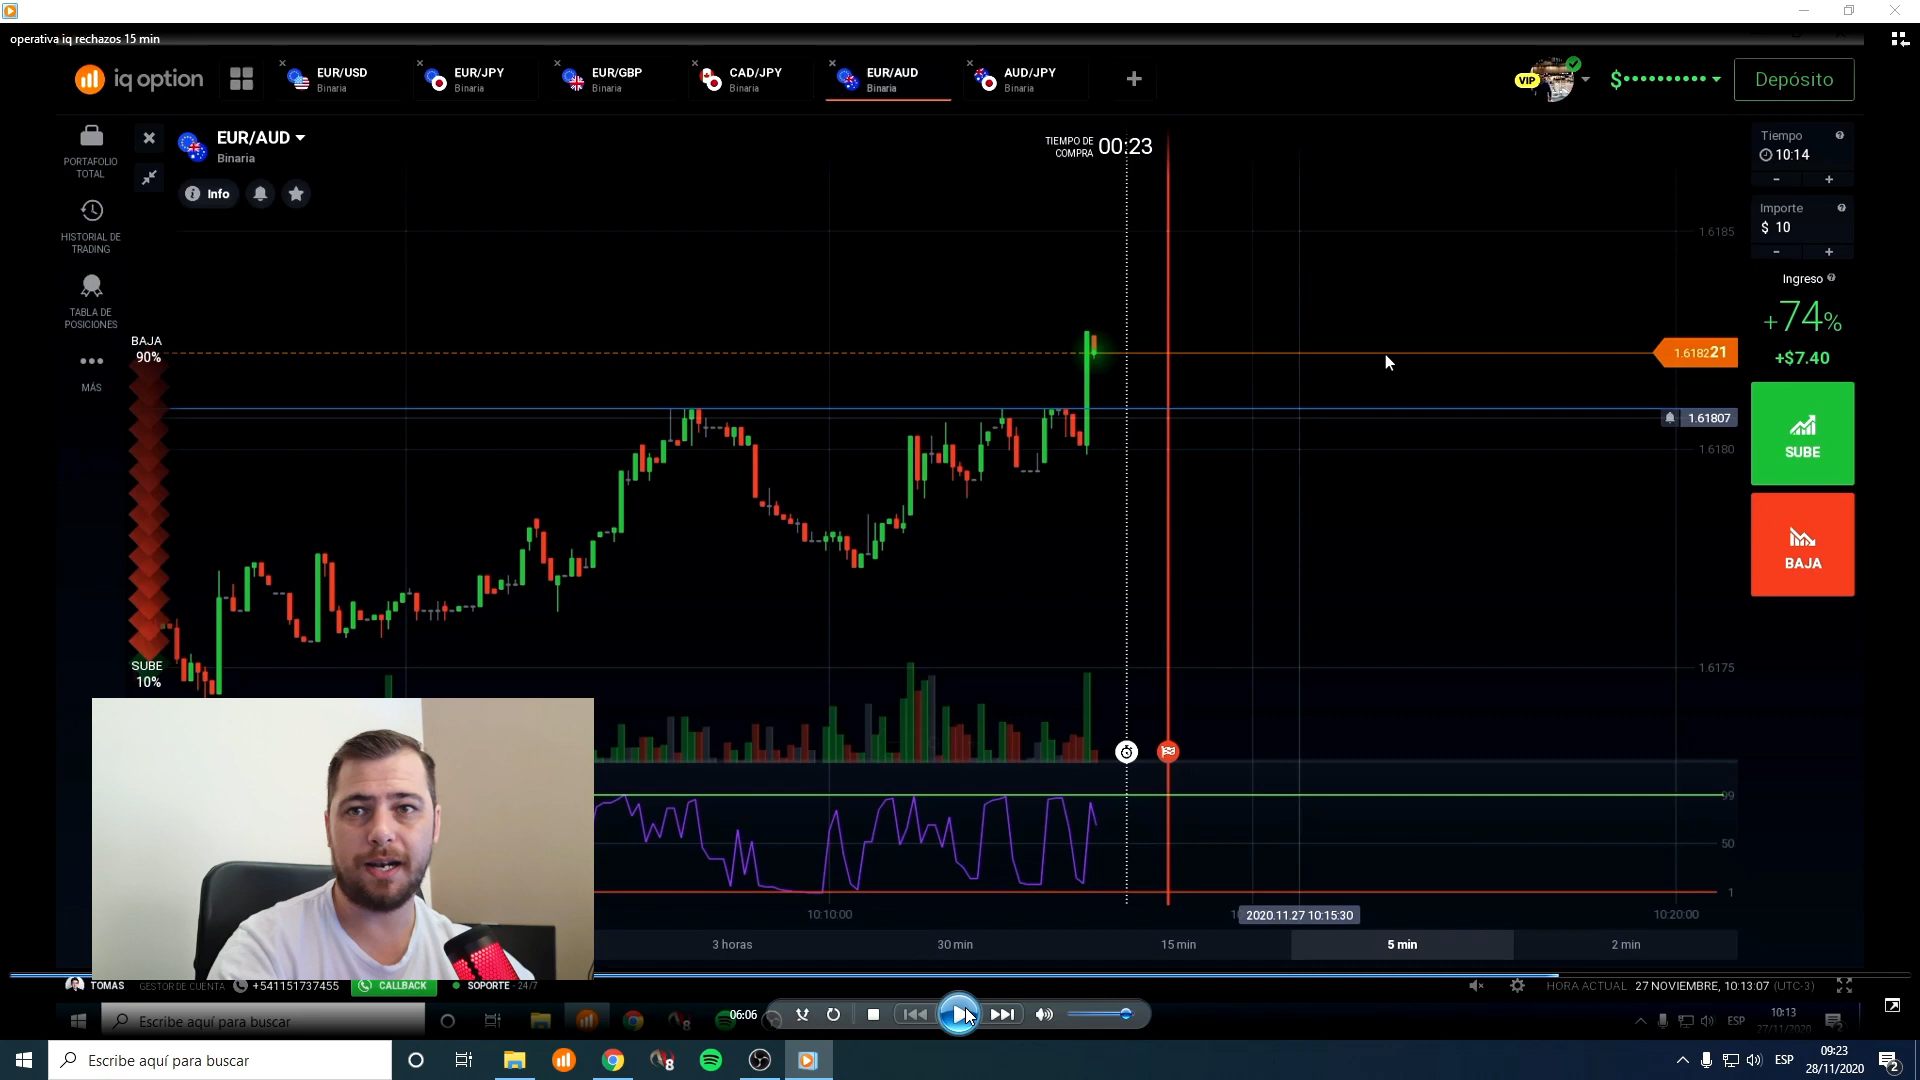 operativa iq rechazos 15 min
iq option
EUR/USD
Binaria
EUR/JPY
Binaria
EUR/GBP
Binaria
CAD/JPY
Binaria
EUR/AUD
Binaria
AUD/JPY
Binaria
VIP
$
Depósito
PORTAFOLIO
TOTAL
HISTORIAL DE
TRADING
TABLA DE
POSICIONES
MÁS
EUR/AUD
Binaria
Info
TIEMPO DE
COMPRA
00:23
Tiempo
10:14
- +
Importe
$ 10
- +
Ingreso
+74%
+$7.40
SUBE
BAJA
BAJA
90%
SUBE
10%
1.6185
1.618221
1.61807
1.6180
1.6175
99
50
1
10:10:00
2020.11.27 10:15:30
10:20:00
3 horas
30 min
15 min
5 min
2 min
TOMAS
GESTOR DE CUENTA
+541151737455
CALLBACK
SOPORTE - 24/7
HORA ACTUAL 27 NOVIEMBRE, 10:13:07 (UTC-3)
Escribe aquí para buscar
06:06
ESP
10:13
27/11/2020
Escribe aquí para buscar
8
ESP
09:23
28/11/2020
2